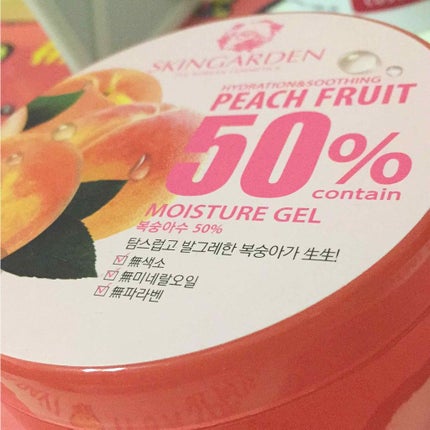 SKINGARDEN
HYDRATION&SOOTHING
PEACH FRUIT
50%
contain
MOISTURE GEL
복숭아수 50%
탐스럽고 발그레한 복숭아가 生生!
無색소
無미네랄오일
無파라벤